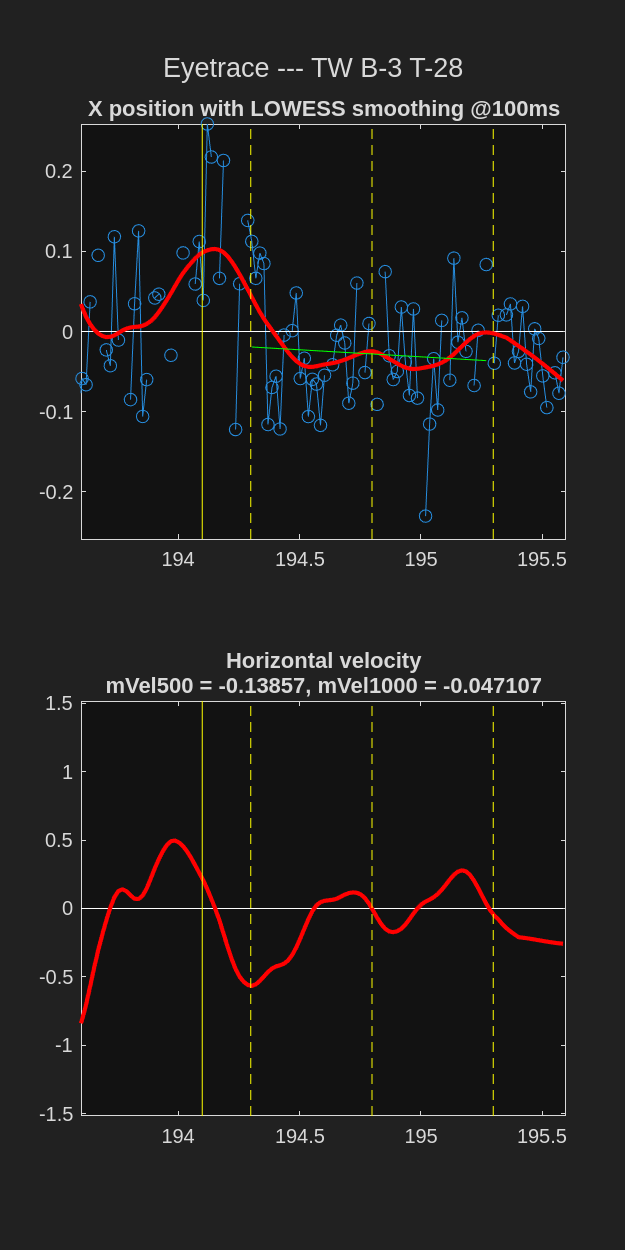 Eyetrace --- TW B-3 T-28
X position with LOWESS smoothing @100ms
0.2
0.1
0
-0.1
-0.2
194 194.5 195 195.5
Horizontal velocity
mVel500 = -0.13857, mVel1000 = -0.047107
1.5
1
0.5
0
-0.5
-1
-1.5
194 194.5 195 195.5